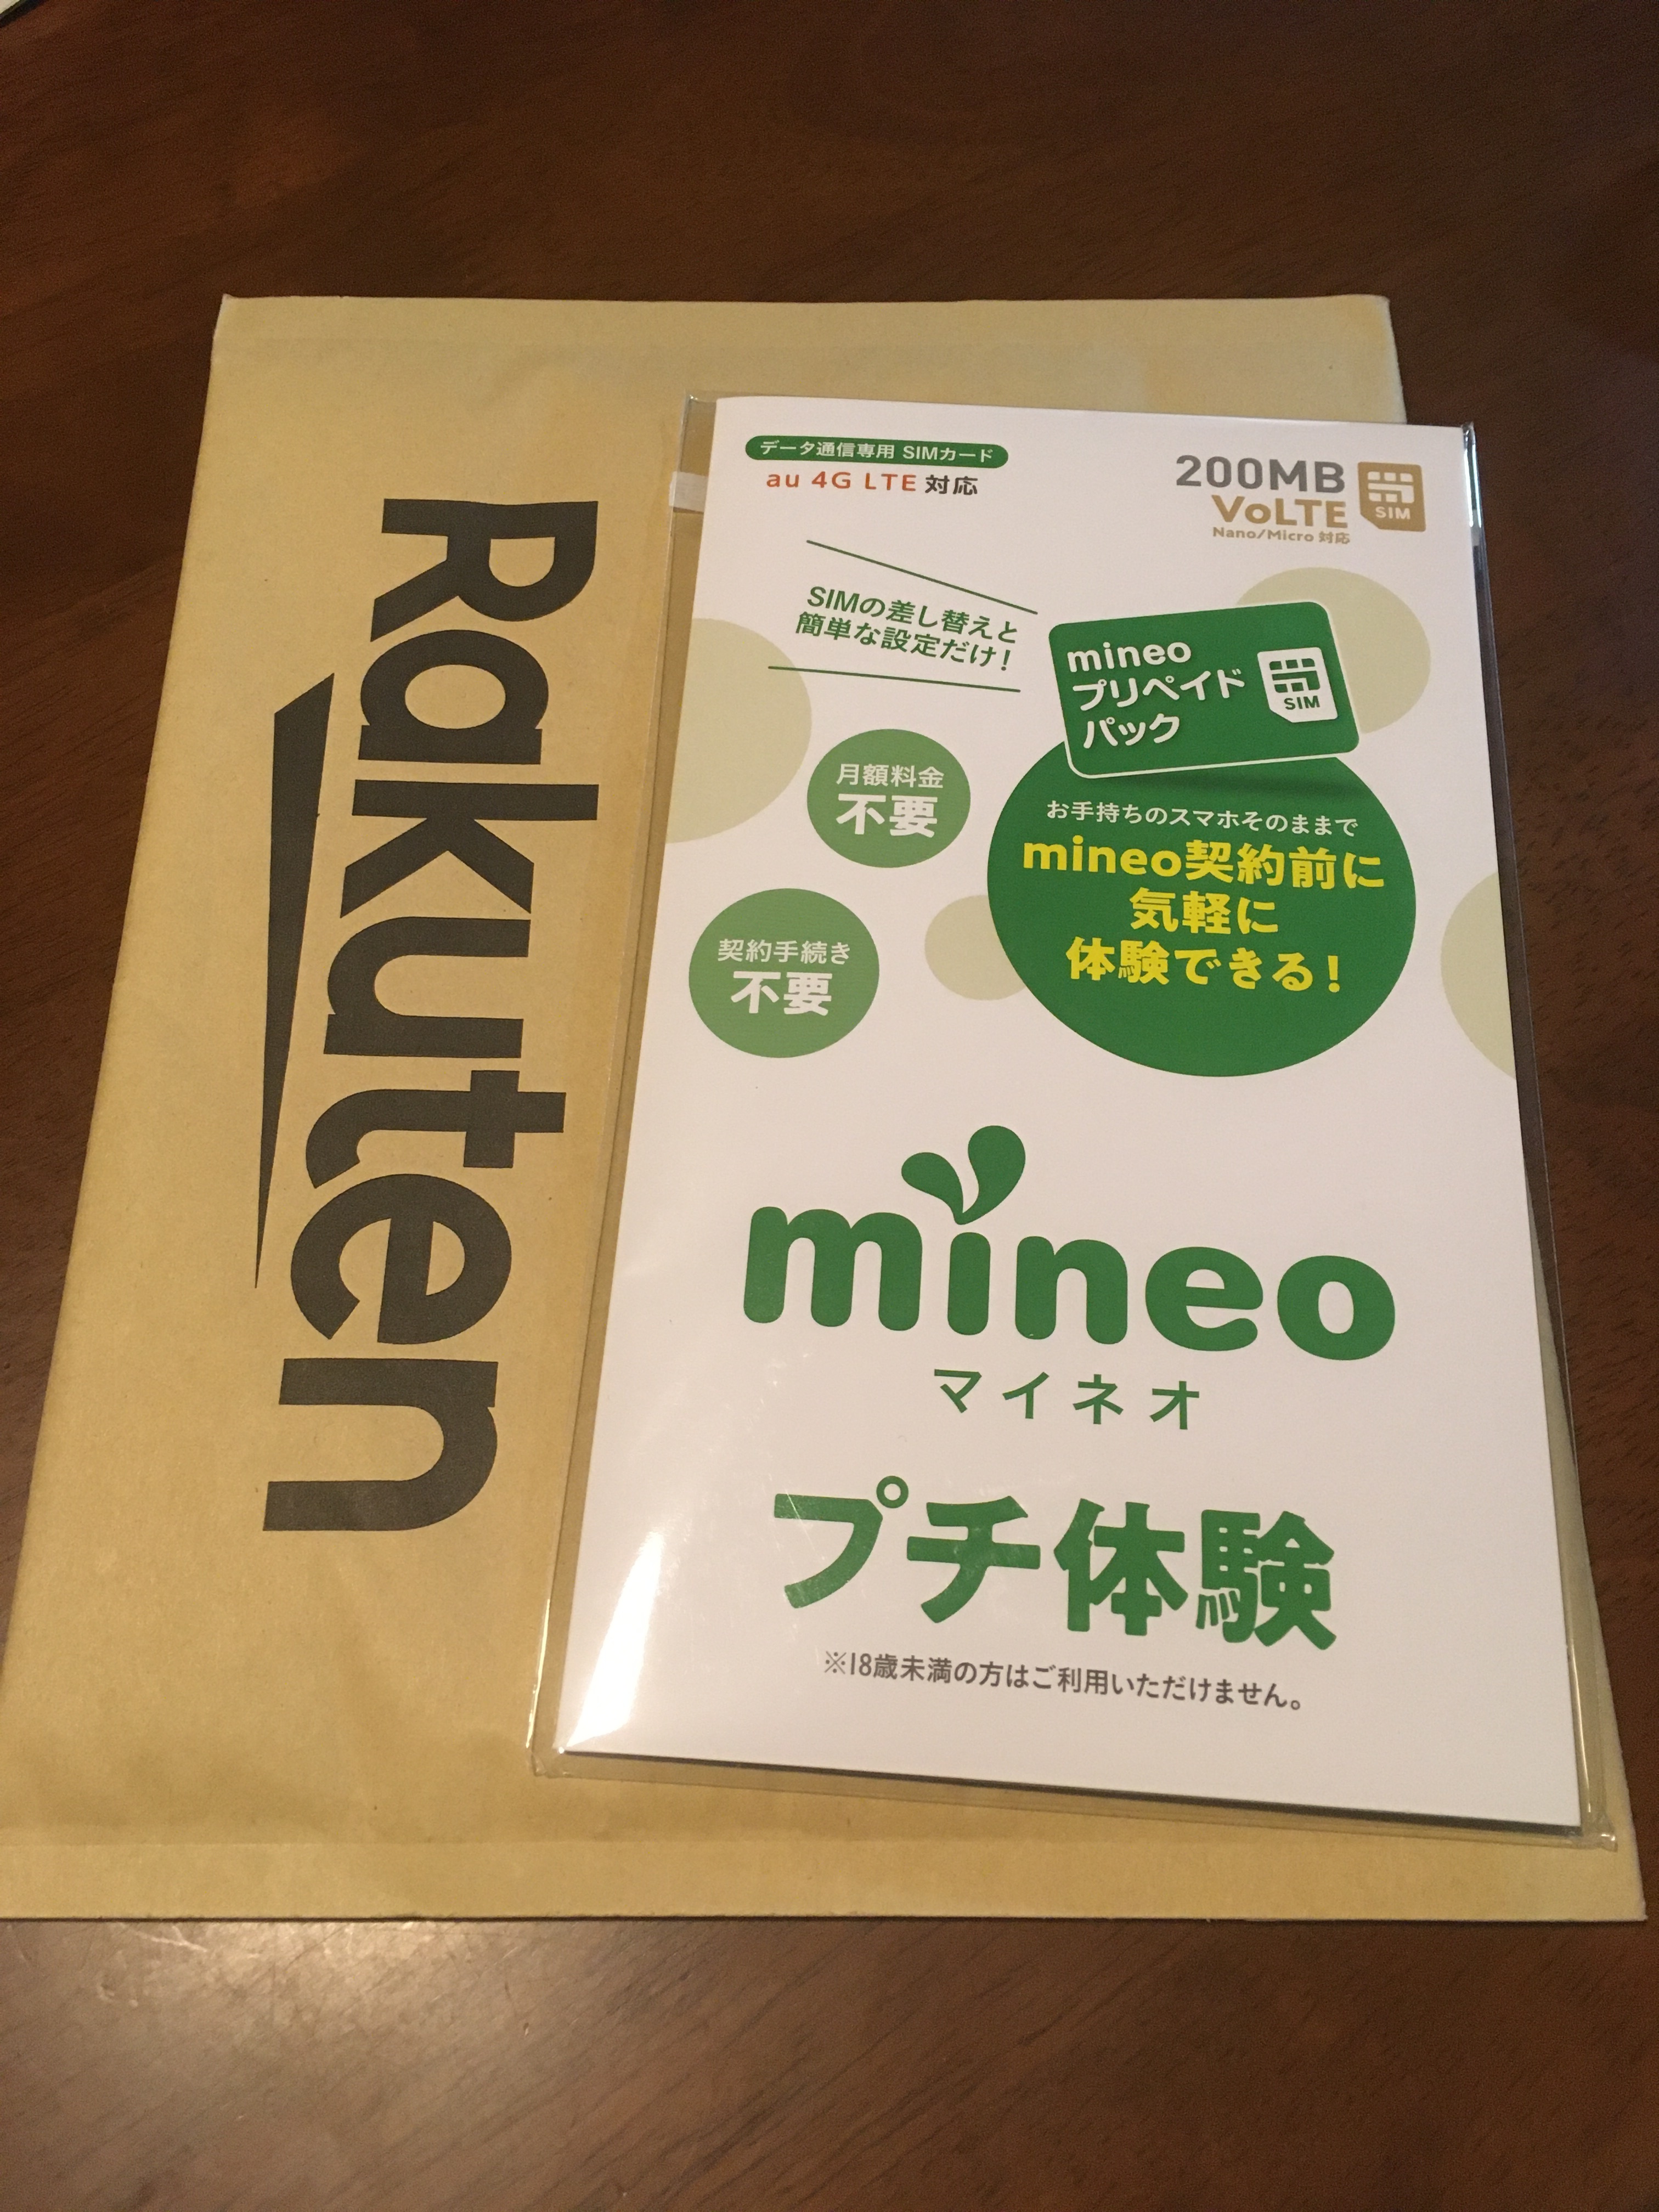 Rakuten
データ通信専用 SIMカード
au 4G LTE 対応
200MB
VoLTE
Nano/Micro 対応
SIM
SIMの差し替えと
簡単な設定だけ!
mineo
プリペイド
パック
SIM
月額料金
不要
お手持ちのスマホそのままで
mineo契約前に
気軽に
体験できる!
契約手続き
不要
mineo
マイネオ
プチ体験
※18歳未満の方はご利用いただけません。